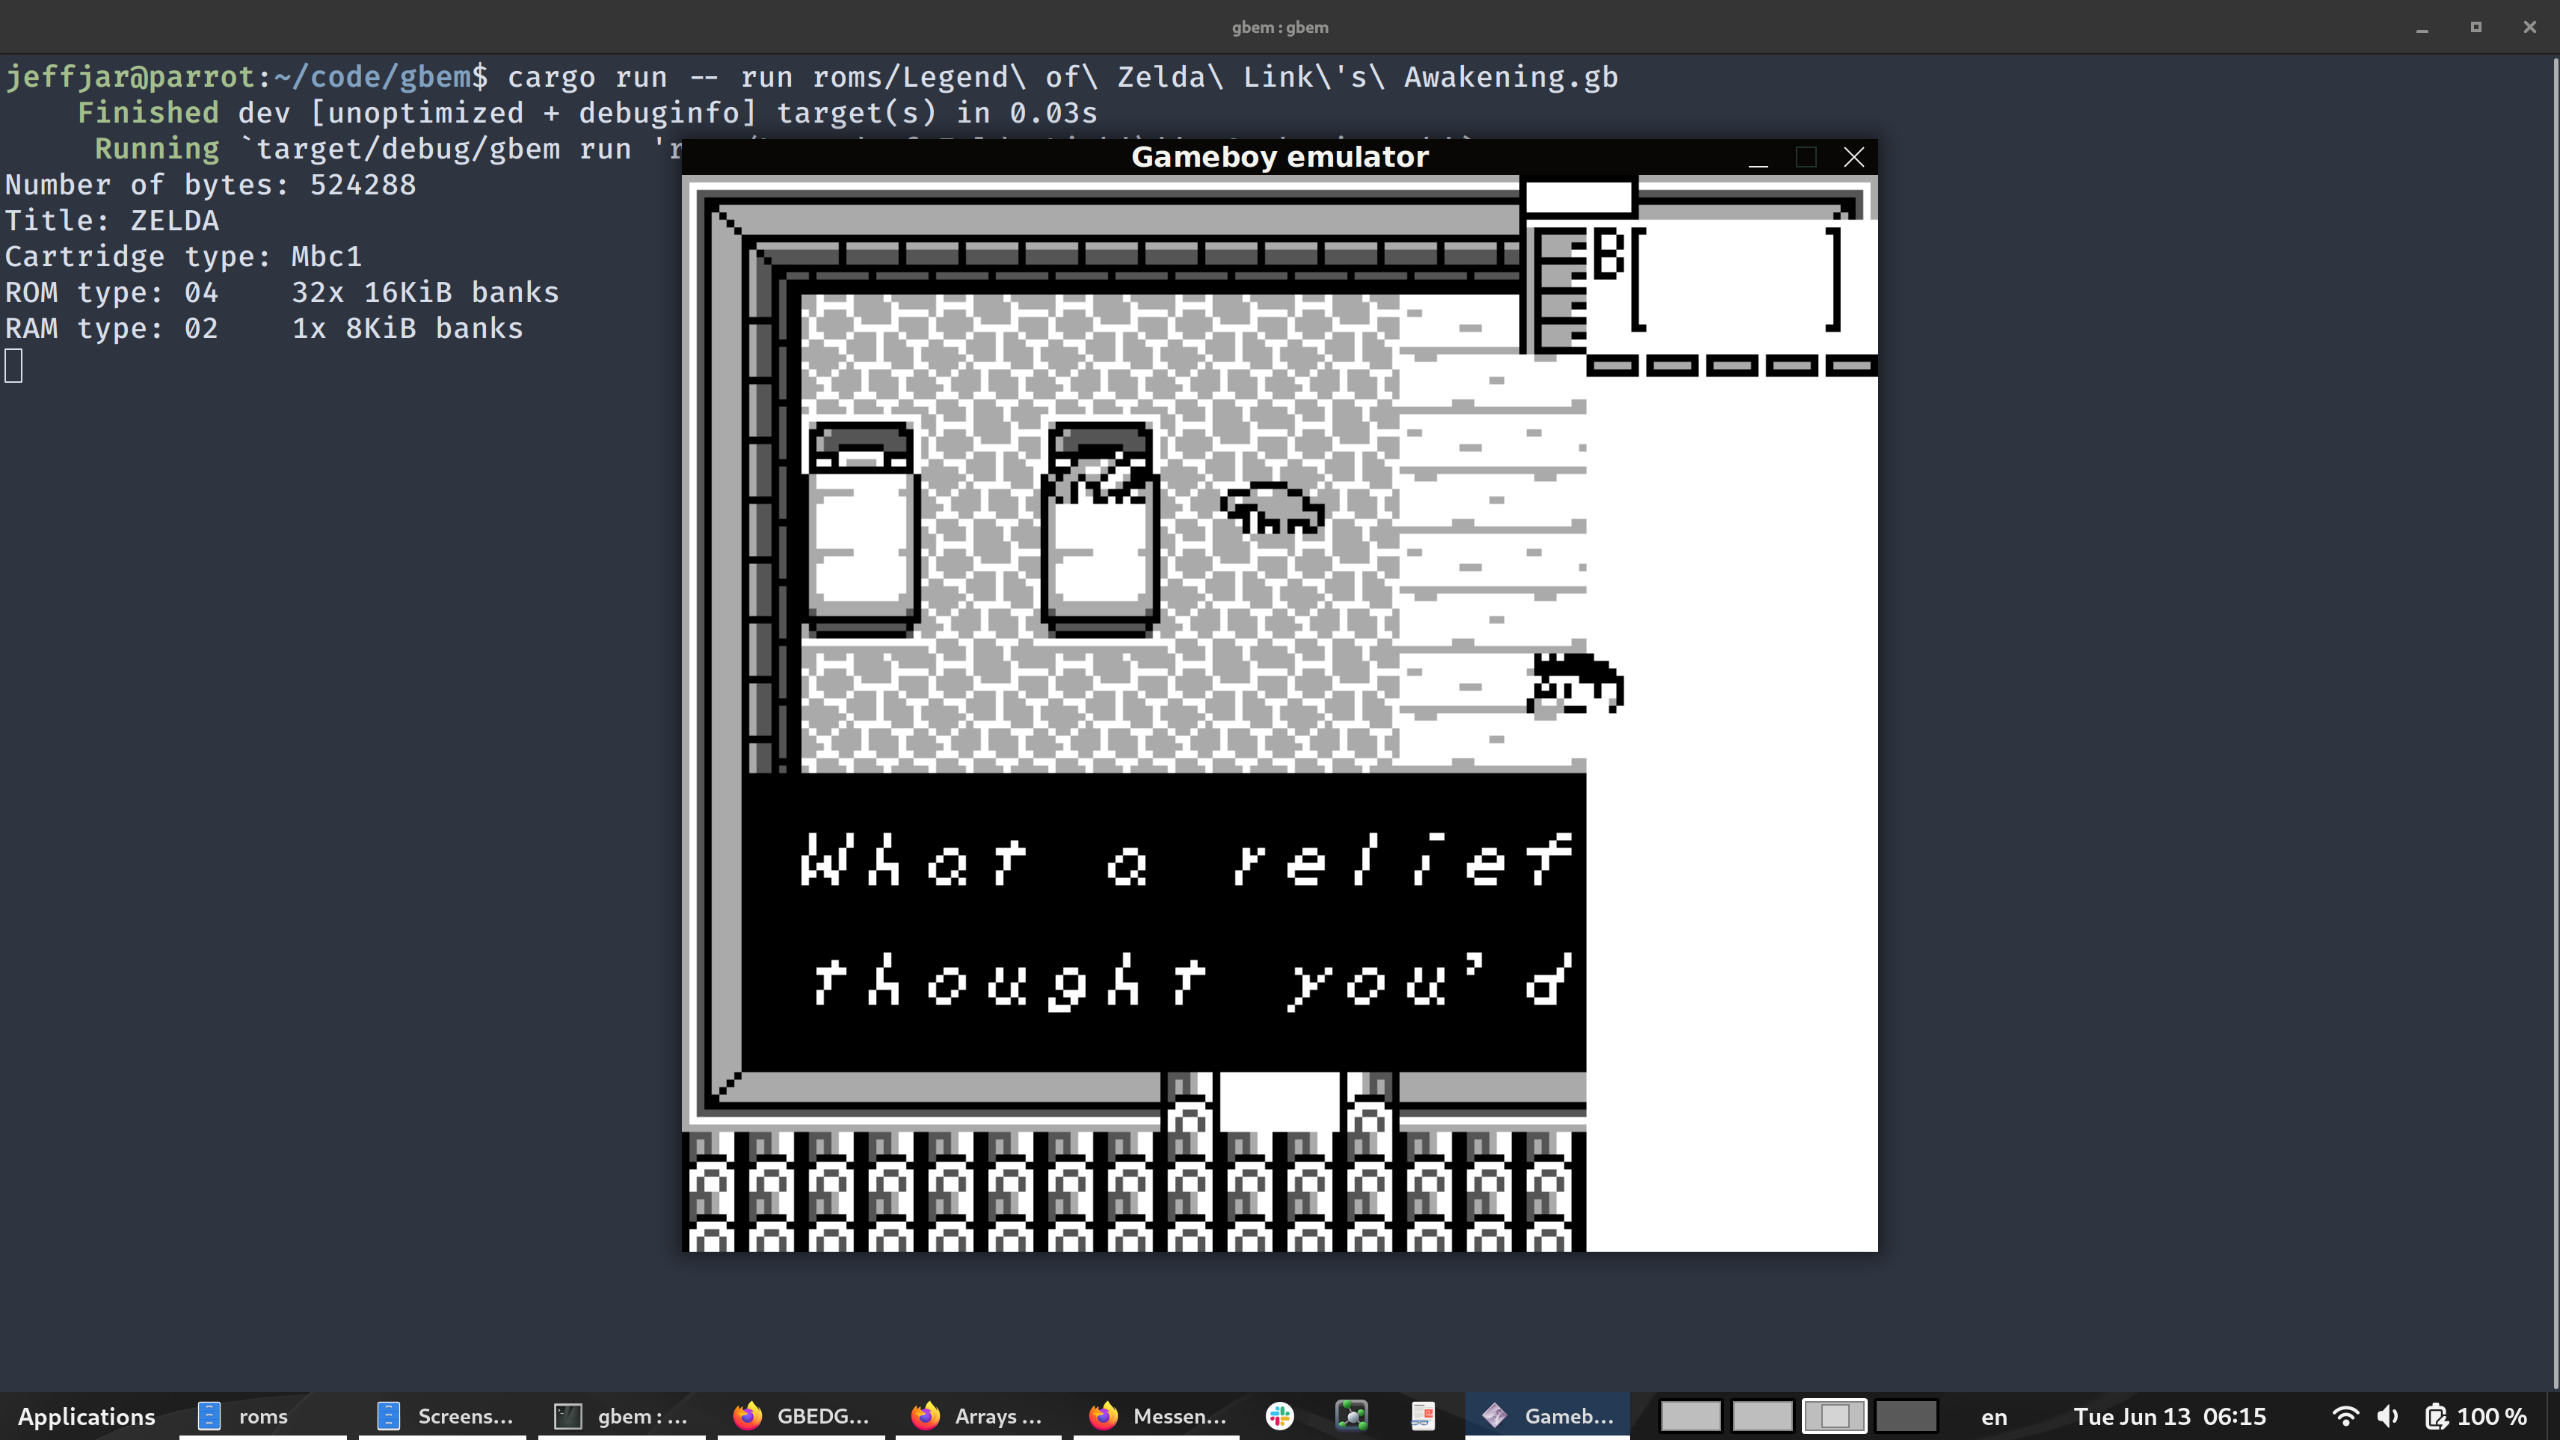 gbem : gbem
jeffjar@parrot:~/code/gbem$ cargo run -- run roms/Legend\ of\ Zelda\ Link\'s\ Awakening.gb
Finished dev [unoptimized + debuginfo] target(s) in 0.03s
Running `target/debug/gbem run 'r
Number of bytes: 524288
Title: ZELDA
Cartridge type: Mbc1
ROM type: 04 32x 16KiB banks
RAM type: 02 1x 8KiB banks
Gameboy emulator
B[ ]
What a relief
thought you'd
Applications roms Screens... gbem : ... GBEDG... Arrays ... Messen... Gameb... en Tue Jun 13 06:15 100 %